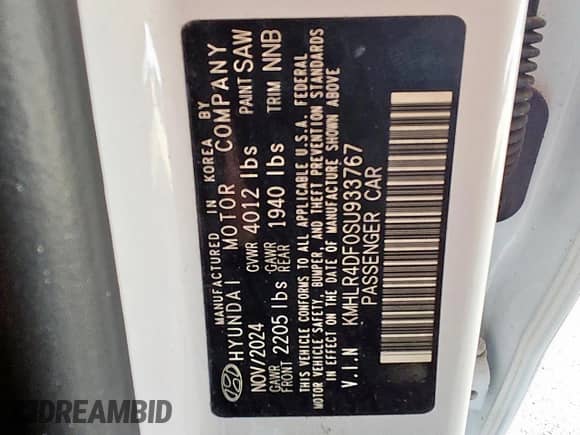 MANUFACTURED IN KOREA BY
HYUNDAI MOTOR COMPANY
NOV/2024 GVWR 4012 lbs PAINT SAW
GAWR FRONT 2205 lbs GAWR REAR 1940 lbs TRIM NNB
THIS VEHICLE CONFORMS TO ALL APPLICABLE U.S.A. FEDERAL
MOTOR VEHICLE SAFETY, BUMPER, AND THEFT PREVENTION STANDARDS
IN EFFECT ON THE DATE OF MANUFACTURE SHOWN ABOVE
V.I.N KMHLR4DF0SU933767
PASSENGER CAR
DREAMBID